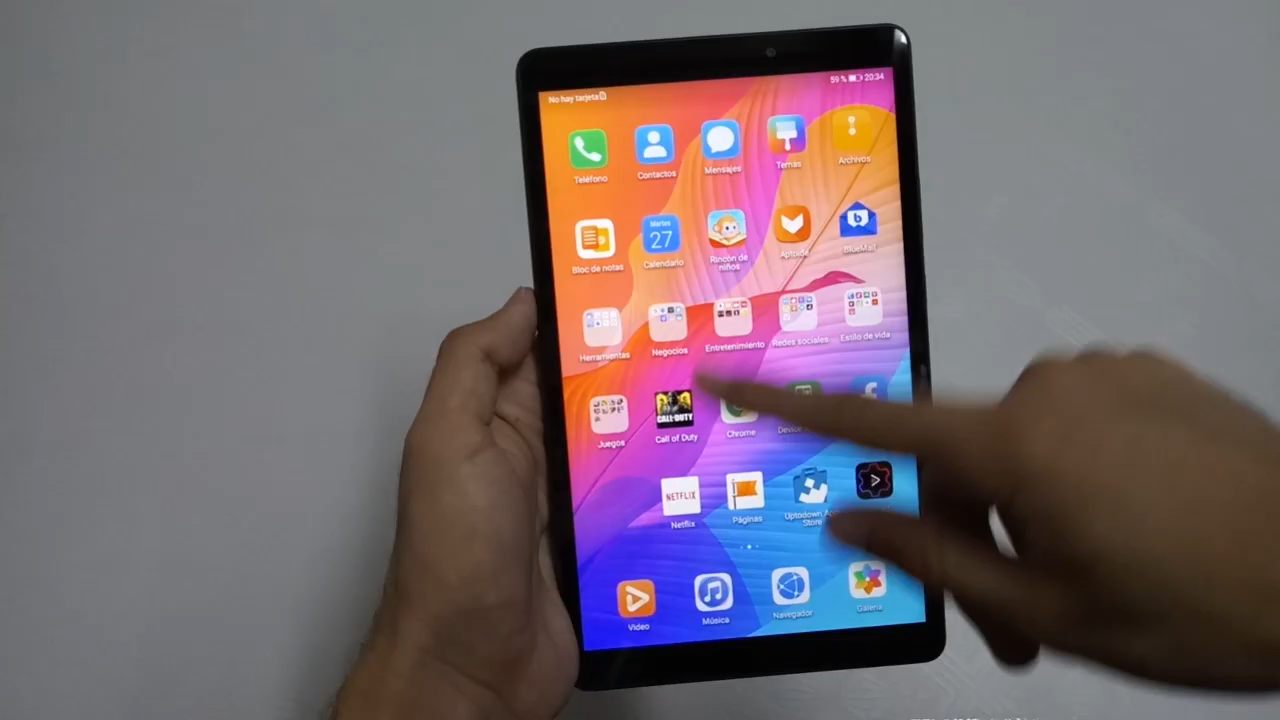 No hay tarjeta
59 % 20:34
Teléfono
Contactos
Mensajes
Temas
Archivos
Bloc de notas
Martes
27
Calendario
Rincón de
niños
Aptoide
BlueMail
Herramientas
Negocios
Entretenimiento
Redes sociales
Estilo de vida
Juegos
CALL DUTY
Call of Duty
Chrome
Device
NETFLIX
Netflix
Páginas
Uptodown App
Store
Video
Música
Navegador
Galería